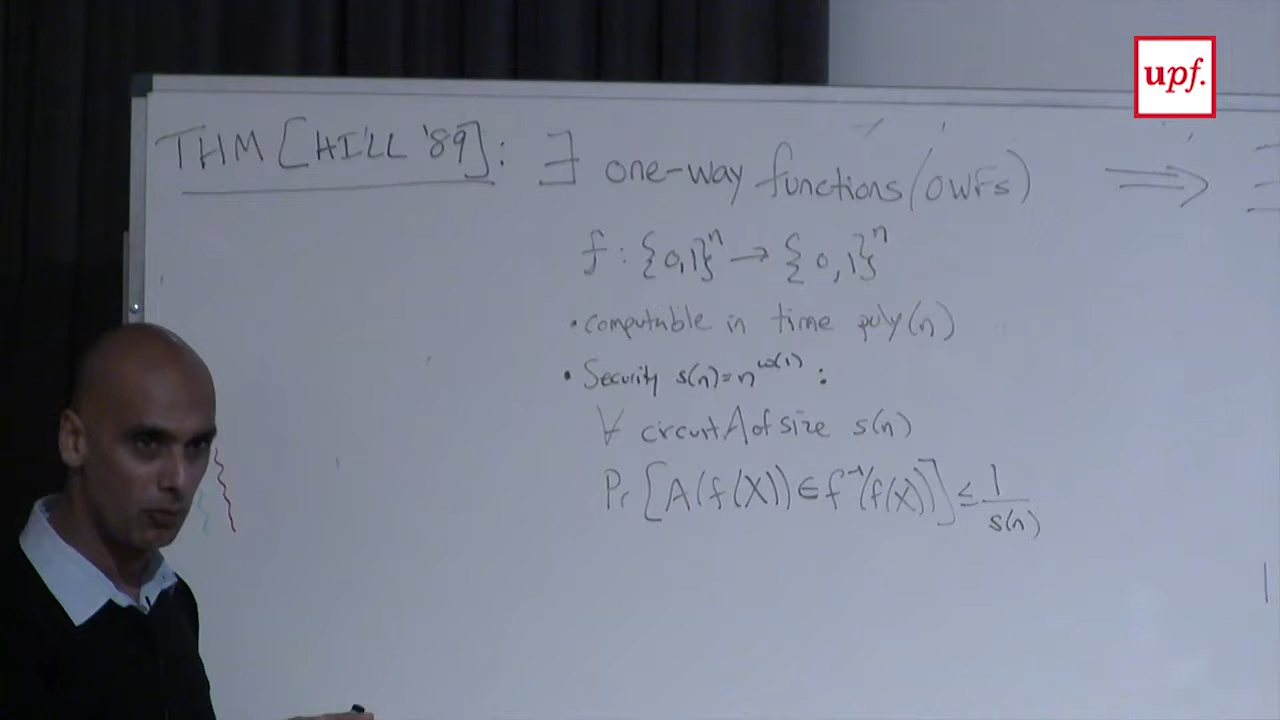 upf.
THM [HILL '89]: ∃ one-way functions (OWFs) ⟹ ∃
f: {0,1}ⁿ → {0,1}ⁿ
• computable in time poly(n)
• Security s(n)=n^ω(1) :
∀ circuit A of size s(n)
Pr[A(f(X)) ∈ f⁻¹(f(X))] ≤ 1/s(n)